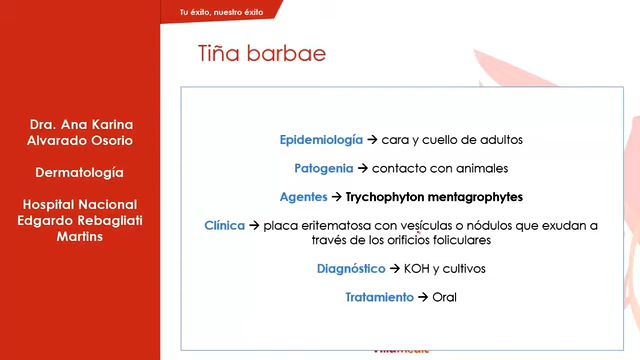 Tu éxito, nuestro éxito
Tiña barbae
Dra. Ana Karina
Alvarado Osorio
Dermatología
Hospital Nacional
Edgardo Rebagliati
Martins
Epidemiología → cara y cuello de adultos
Patogenia → contacto con animales
Agentes → Trychophyton mentagrophytes
Clínica → placa eritematosa con vesículas o nódulos que exudan a
través de los orificios foliculares
Diagnóstico → KOH y cultivos
Tratamiento → Oral